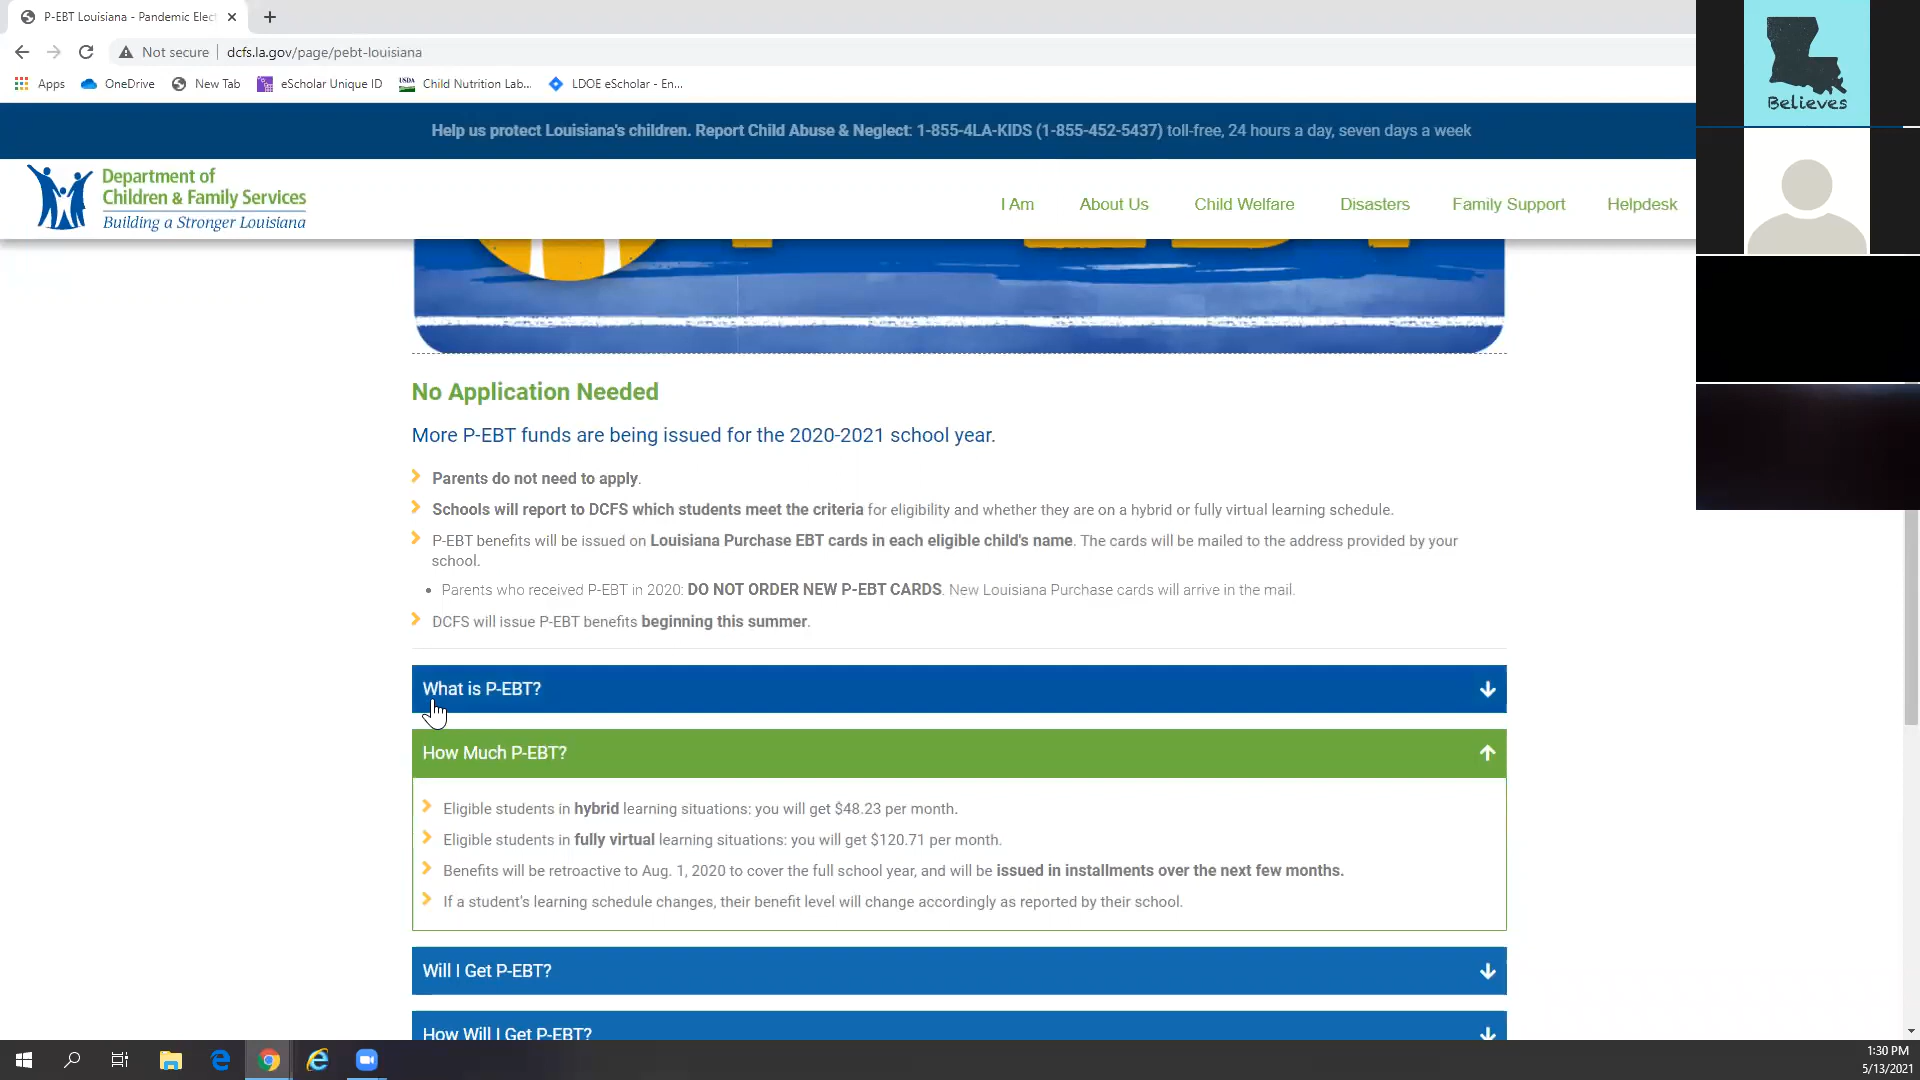 P-EBT Louisiana - Pandemic Elect
Not secure
dcfs.la.gov/page/pebt-louisiana
Apps
OneDrive
New Tab
eScholar Unique ID
USDA
Child Nutrition Lab...
LDOE eScholar - En...
Believes
Help us protect Louisiana's children. Report Child Abuse & Neglect: 1-855-4LA-KIDS (1-855-452-5437) toll-free, 24 hours a day, seven days a week
Department of
Children & Family Services
Building a Stronger Louisiana
I Am
About Us
Child Welfare
Disasters
Family Support
Helpdesk
No Application Needed
More P-EBT funds are being issued for the 2020-2021 school year.
Parents do not need to apply.
Schools will report to DCFS which students meet the criteria for eligibility and whether they are on a hybrid or fully virtual learning schedule.
P-EBT benefits will be issued on Louisiana Purchase EBT cards in each eligible child's name. The cards will be mailed to the address provided by your
school.
Parents who received P-EBT in 2020: DO NOT ORDER NEW P-EBT CARDS. New Louisiana Purchase cards will arrive in the mail.
DCFS will issue P-EBT benefits beginning this summer.
What is P-EBT?
How Much P-EBT?
Eligible students in hybrid learning situations: you will get $48.23 per month.
Eligible students in fully virtual learning situations: you will get $120.71 per month.
Benefits will be retroactive to Aug. 1, 2020 to cover the full school year, and will be issued in installments over the next few months.
If a student's learning schedule changes, their benefit level will change accordingly as reported by their school.
Will I Get P-EBT?
How Will I Get P-EBT?
1:30 PM
5/13/2021